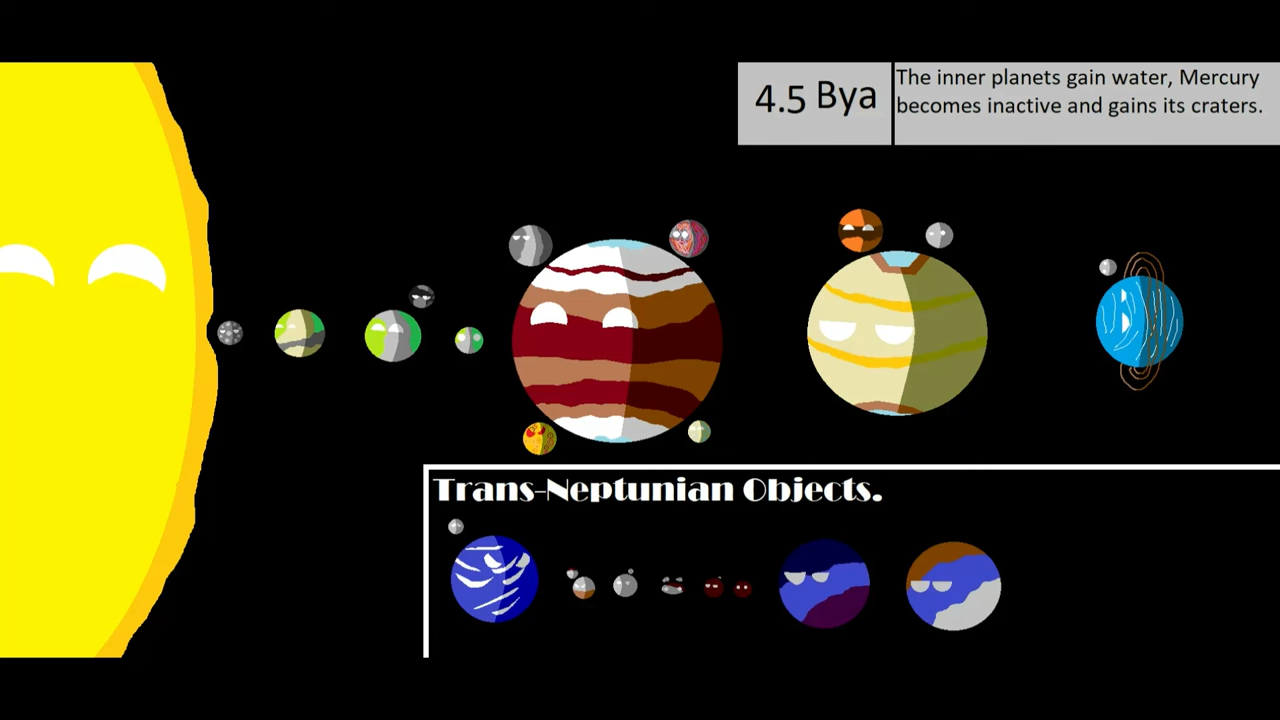 4.5 Bya
The inner planets gain water, Mercury
becomes inactive and gains its craters.
Trans-Neptunian Objects.